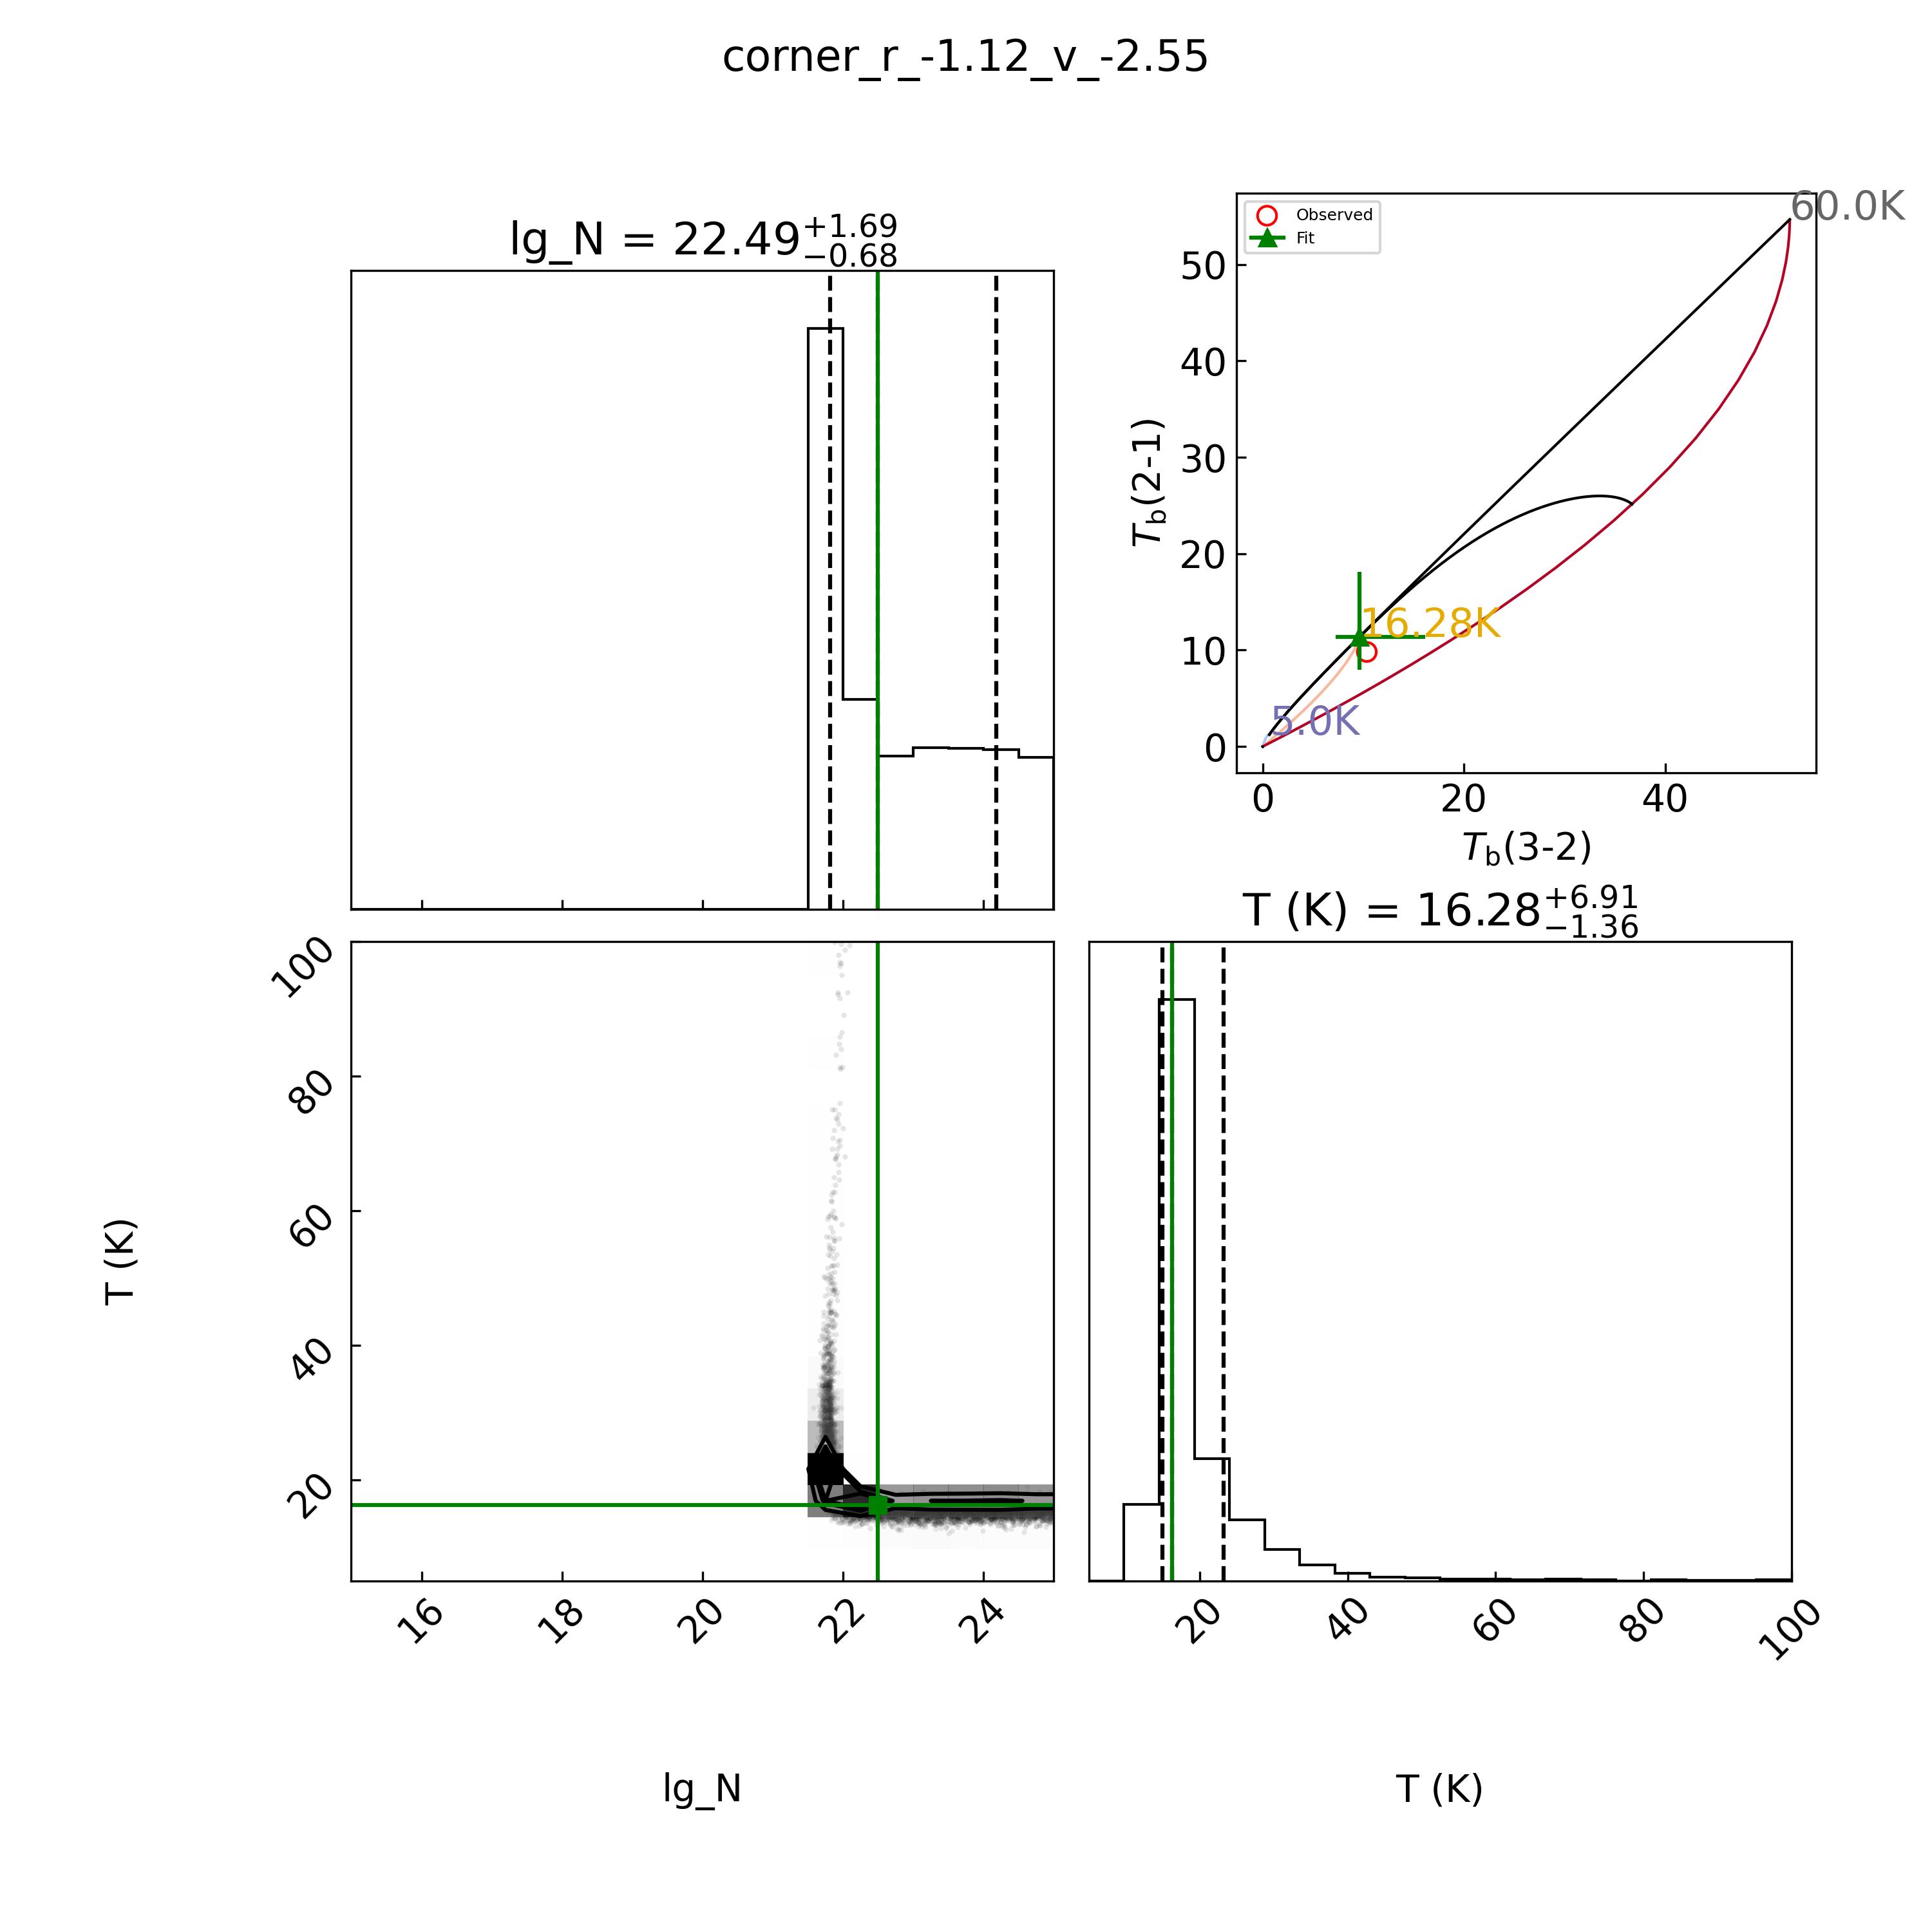 corner_r_-1.12_v_-2.55
lg_N = 22.49+1.69−0.68
60.0K
Observed
Fit
50
40
30
20
10
0
Tb(2-1)
16.28K
5.0K
0 20 40
Tb(3-2)
T (K) = 16.28+6.91−1.36
100
80
60
40
20
T (K)
16 18 20 22 24
20 40 60 80 100
lg_N
T (K)